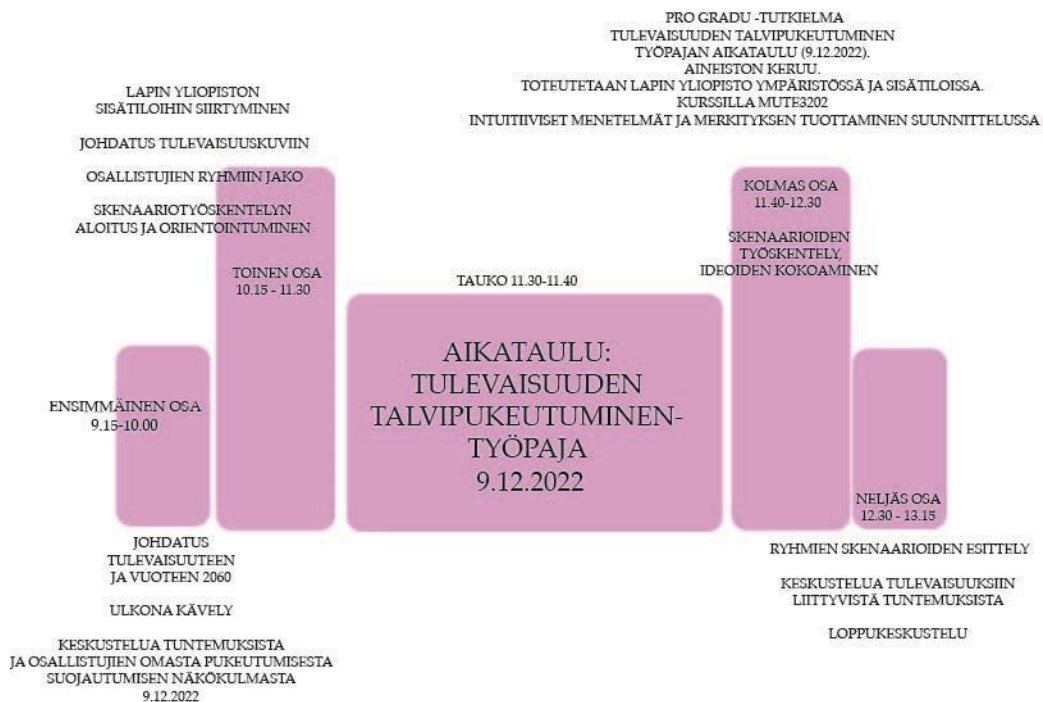 PRO GRADU -TUTKIELMA
TULEVAISUUDEN TALVIPUKEUTUMINEN
TYÖPAJAN AIKATAULU (9.12.2022).
AINEISTON KERUU.
TOTEUTETAAN LAPIN YLIOPISTO YMPÄRISTÖSSÄ JA SISÄTILOISSA.
KURSSILLA MUTE3202
INTUITIIVISET MENETELMÄT JA MERKITYKSEN TUOTTAMINEN SUUNNITTELUSSA
LAPIN YLIOPISTON
SISÄTILOIHIN SIIRTYMINEN
JOHDATUS TULEVAISUUSKUVIIN
OSALLISTUJIEN RYHMIIN JAKO
SKENAARIOTYÖSKENTELYN
ALOITUS JA ORIENTOINTUMINEN
TOINEN OSA
10.15 - 11.30
ENSIMMÄINEN OSA
9.15-10.00
JOHDATUS
TULEVAISUUTEEN
JA VUOTEEN 2060
ULKONA KÄVELY
KESKUSTELUA TUNTEMUKSISTA
JA OSALLISTUJIEN OMASTA PUKEUTUMISESTA
SUOJAUTUMISEN NÄKÖKULMASTA
9.12.2022
TAUKO 11.30-11.40
AIKATAULU:
TULEVAISUUDEN
TALVIPUKEUTUMINEN-
TYÖPAJA
9.12.2022
KOLMAS OSA
11.40-12.30
SKENAARIOIDEN
TYÖSKENTELY,
IDEOIDEN KOKOAMINEN
NELJÄS OSA
12.30 - 13.15
RYHMIEN SKENAARIOIDEN ESITTELY
KESKUSTELUA TULEVAISUUKSIIN
LIITTYVISTÄ TUNTEMUKSISTA
LOPPUKESKUSTELU